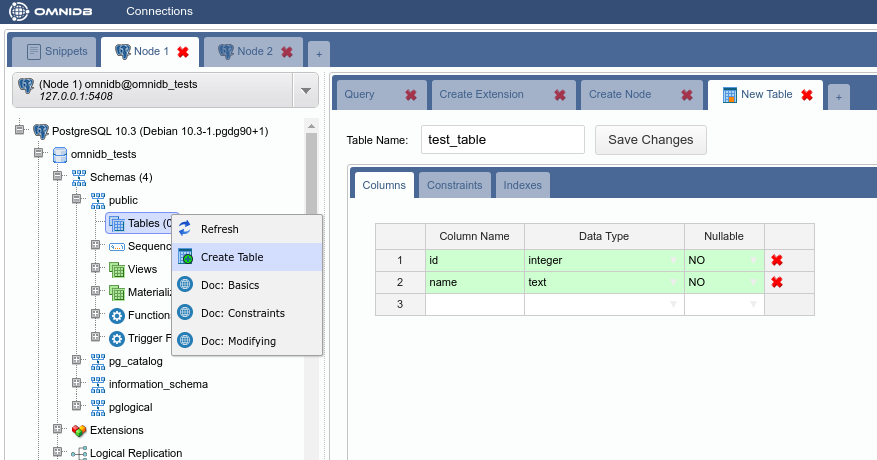 OMNIDB Connections
Snippets Node 1 Node 2 +
(Node 1) omnidb@omnidb_tests
127.0.0.1:5408
PostgreSQL 10.3 (Debian 10.3-1.pgdg90+1)
omnidb_tests
Schemas (4)
public
Tables (0
Sequenc
Views
Materializ
Functions
Trigger F
pg_catalog
information_schema
pglogical
Extensions
Logical Replication
Refresh
Create Table
Doc: Basics
Doc: Constraints
Doc: Modifying
Query Create Extension Create Node New Table +
Table Name: test_table Save Changes
Columns Constraints Indexes
Column Name Data Type Nullable
1 id integer NO
2 name text NO
3